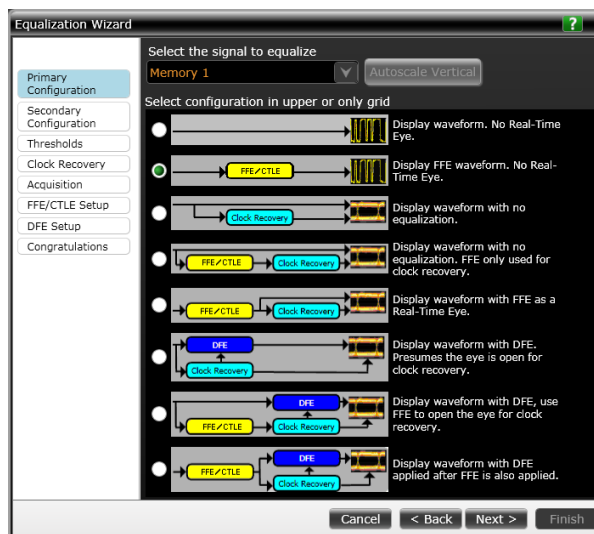 Equalization Wizard
?
Select the signal to equalize
Memory 1
Autoscale Vertical
Primary
Configuration
Secondary
Configuration
Thresholds
Clock Recovery
Acquisition
FFE/CTLE Setup
DFE Setup
Congratulations
Select configuration in upper or only grid
Display waveform. No Real-Time
Eye.
FFE/CTLE
Display FFE waveform. No Real-
Time Eye.
Clock Recovery
Display waveform with no
equalization.
FFE/CTLE
Clock Recovery
Display waveform with no
equalization. FFE only used for
clock recovery.
FFE/CTLE
Clock Recovery
Display waveform with FFE as a
Real-Time Eye.
DFE
Clock Recovery
Display waveform with DFE.
Presumes the eye is open for
clock recovery.
DFE
FFE/CTLE
Clock Recovery
Display waveform with DFE, use
FFE to open the eye for clock
recovery.
DFE
FFE/CTLE
Clock Recovery
Display waveform with DFE
applied after FFE is also applied.
Cancel
< Back
Next >
Finish